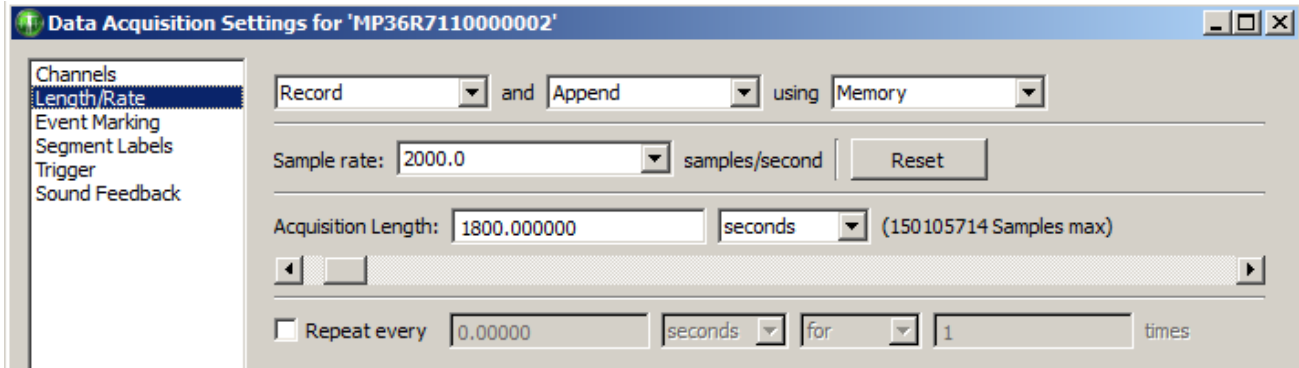 Data Acquisition Settings for 'MP36R7110000002'
Channels
Length/Rate
Event Marking
Segment Labels
Trigger
Sound Feedback
Record and Append using Memory
Sample rate: 2000.0 samples/second Reset
Acquisition Length: 1800.000000 seconds (150105714 Samples max)
Repeat every 0.00000 seconds for 1 times